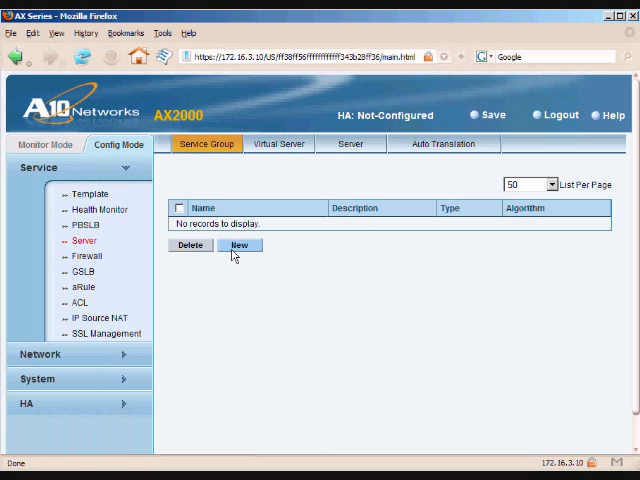 AX Series - Mozilla Firefox
File Edit View History Bookmarks Tools Help
https://172.16.3.10/US/ff38ff56ffffffffffffff343b28ff36/main.html
Google
A10 Networks AX2000 HA: Not-Configured Save Logout Help
Monitor Mode Config Mode Service Group Virtual Server Server Auto Translation
Service
50 List Per Page
Template
Health Monitor
PBSLB
Server
Firewall
GSLB
aRule
ACL
IP Source NAT
SSL Management
Network
System
HA
Name Description Type Algorithm
No records to display.
Delete New
Done 172.16.3.10